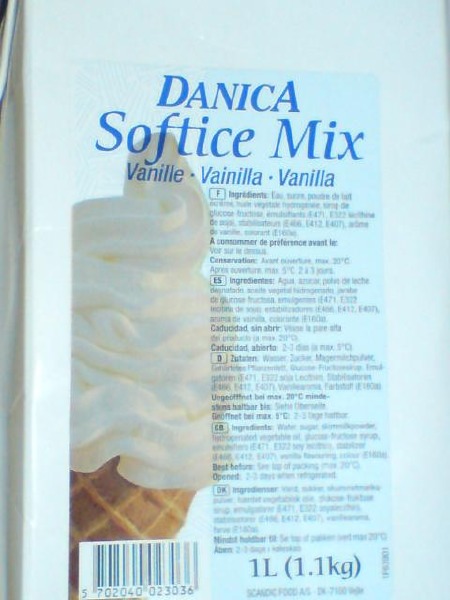 DANICA
Softice Mix
Vanille · Vainilla · Vanilla
F Ingrédients: Eau, sucre, poudre de lait
écrémé, huile végétale hydrogénée, sirop de
glucose-fructose, émulsifiants (E471, E322 lécithine
de soja), stabilisateurs (E466, E412, E407), arôme
de vanille, colorant (E160a).
A consommer de préférence avant le:
Voir sur le dessus.
Conservation: Avant ouverture, max. 20°C.
Après ouverture, max. 5°C 2 à 3 jours.
ES Ingredientes: Agua, azúcar, polvo de leche
desnatado, aceite vegetal hidrogenado, jarabe
de glucosa fructosa, emulgentes (E471, E322
lecitina de soja), estabilizadores (E466, E412, E407),
aroma de vainilla, colorante (E160a).
Caducidad, sin abrir: Véase la parte alta
del producto (a max. 20°C).
Caducidad, abierto: 2-3 dias (a max. 5°C).
D Zutaten: Wasser, Zucker, Magermilchpulver,
Gehärtetes Pflanzenfett, Glucose-Fructosesirup, Emul-
gatoren (E471, E322 soja Lecithin), Stabilisatoren
(E466, E412, E407), Vanillearoma, Farbstoff (E160a).
Ungeöffnet bei max. 20°C minde-
stens haltbar bis: Siehe Oberseite.
Geöffnet bei max. 5°C: 2-3 Tage haltbar.
GB Ingredients: Water, sugar, skimmilkpowder,
hydrogenated vegetable oil, glucose fructose syrup,
emulsifiers (E471, E322 soy lecithin), stabilizer
(E466, E412, E407), vanilla flavouring, colour (E160a).
Best before: See top of packing (max. 20°C).
Opened: 2-3 days when refrigerated.
DK Ingredienser: Vand, sukker, skummetmælks-
pulver, hærdet vegetabilsk olie, glukose-fruktose
sirup, emulgatorer (E471, E322 sojalecithin),
stabilisatorer (E466, E412, E407), vanillearoma,
farve (E160a).
Mindst holdbar til: Se top af pakken (ved max 20°C)
Åben: 2-3 dage i køleskab.
1L (1.1kg)
5 702040 023036
SCANDIC FOOD A/S DK-7100 Vejle